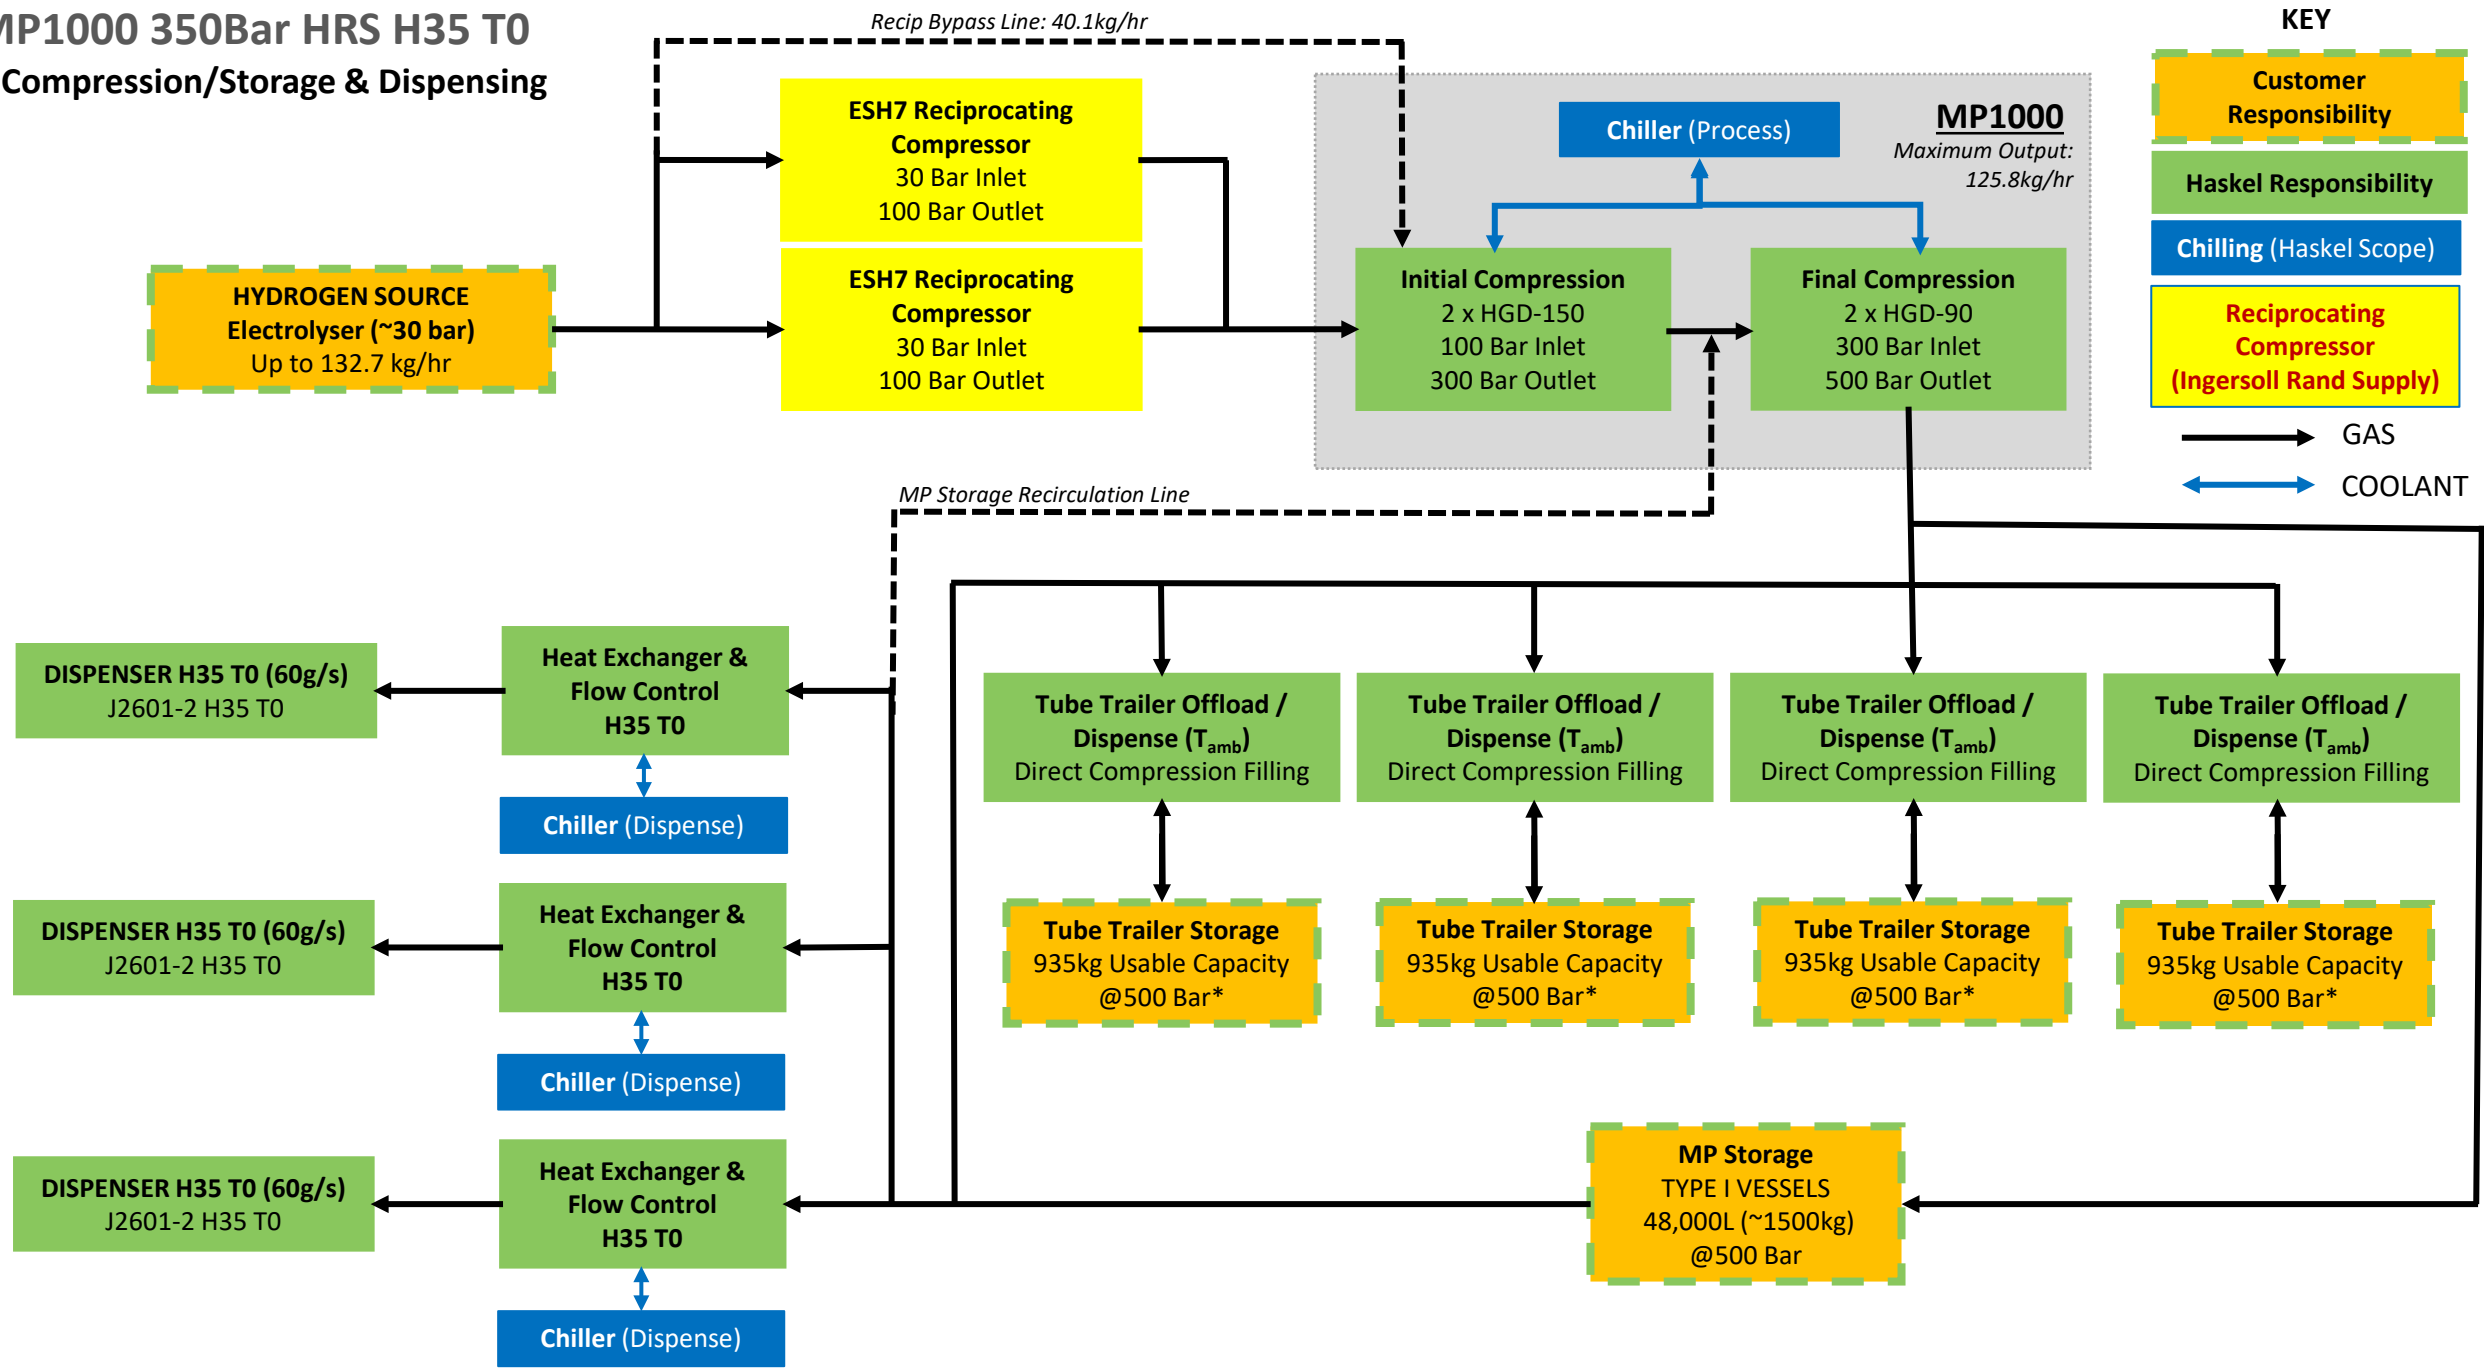 MP1000 350Bar HRS H35 T0
Compression/Storage & Dispensing
Recip Bypass Line: 40.1kg/hr
KEY
Customer
Responsibility
Haskel Responsibility
Chilling (Haskel Scope)
Reciprocating
Compressor
(Ingersoll Rand Supply)
GAS
COOLANT
ESH7 Reciprocating
Compressor
30 Bar Inlet
100 Bar Outlet
ESH7 Reciprocating
Compressor
30 Bar Inlet
100 Bar Outlet
HYDROGEN SOURCE
Electrolyser (~30 bar)
Up to 132.7 kg/hr
Chiller (Process)
MP1000
Maximum Output:
125.8kg/hr
Initial Compression
2 x HGD-150
100 Bar Inlet
300 Bar Outlet
Final Compression
2 x HGD-90
300 Bar Inlet
500 Bar Outlet
MP Storage Recirculation Line
DISPENSER H35 T0 (60g/s)
J2601-2 H35 T0
Heat Exchanger &
Flow Control
H35 T0
Chiller (Dispense)
Tube Trailer Offload /
Dispense (Tamb)
Direct Compression Filling
Tube Trailer Offload /
Dispense (Tamb)
Direct Compression Filling
Tube Trailer Offload /
Dispense (Tamb)
Direct Compression Filling
Tube Trailer Offload /
Dispense (Tamb)
Direct Compression Filling
DISPENSER H35 T0 (60g/s)
J2601-2 H35 T0
Heat Exchanger &
Flow Control
H35 T0
Chiller (Dispense)
Tube Trailer Storage
935kg Usable Capacity
@500 Bar*
Tube Trailer Storage
935kg Usable Capacity
@500 Bar*
Tube Trailer Storage
935kg Usable Capacity
@500 Bar*
Tube Trailer Storage
935kg Usable Capacity
@500 Bar*
DISPENSER H35 T0 (60g/s)
J2601-2 H35 T0
Heat Exchanger &
Flow Control
H35 T0
Chiller (Dispense)
MP Storage
TYPE I VESSELS
48,000L (~1500kg)
@500 Bar